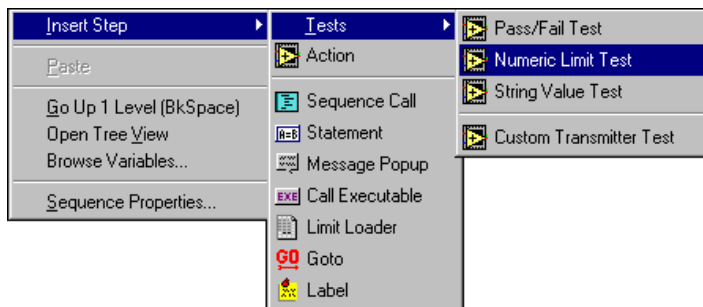 Insert Step
Paste
Go Up 1 Level (BkSpace)
Open Tree View
Browse Variables...
Sequence Properties...
Tests
Action
Sequence Call
A=B Statement
Message Popup
EXE Call Executable
Limit Loader
GO Goto
Label
Pass/Fail Test
Numeric Limit Test
String Value Test
Custom Transmitter Test